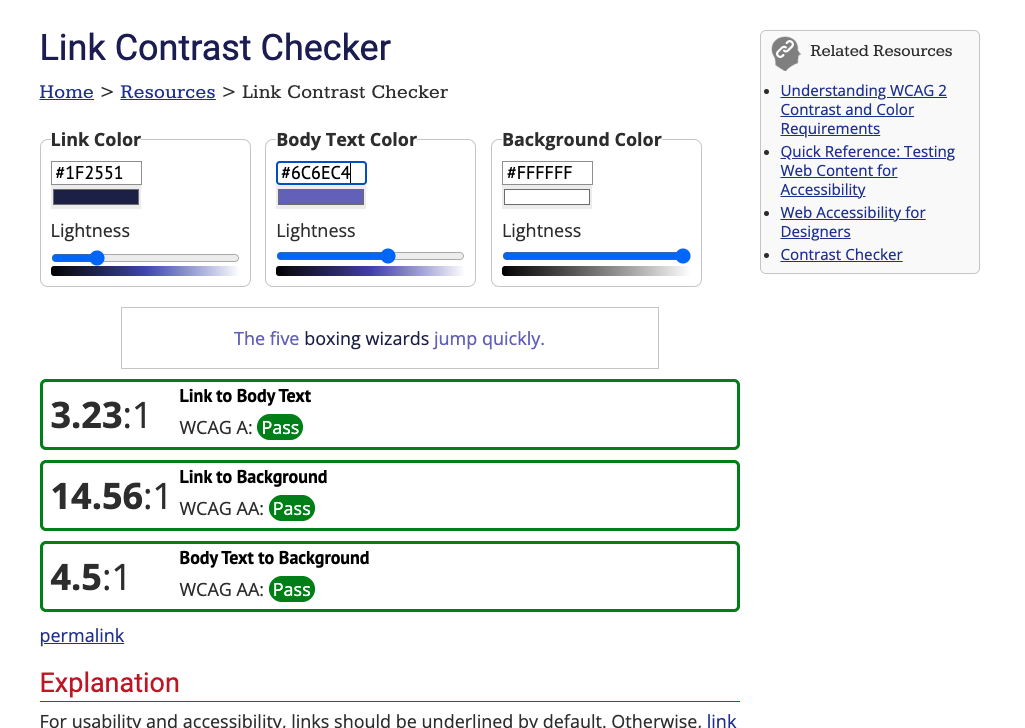 Link Contrast Checker
Home > Resources > Link Contrast Checker
Link Color
#1F2551
Lightness
Body Text Color
#6C6EC4
Lightness
Background Color
#FFFFFF
Lightness
The five boxing wizards jump quickly.
3.23:1
Link to Body Text
WCAG A: Pass
14.56:1
Link to Background
WCAG AA: Pass
4.5:1
Body Text to Background
WCAG AA: Pass
permalink
Explanation
For usability and accessibility, links should be underlined by default. Otherwise, link
Related Resources
Understanding WCAG 2
Contrast and Color
Requirements
Quick Reference: Testing
Web Content for
Accessibility
Web Accessibility for
Designers
Contrast Checker